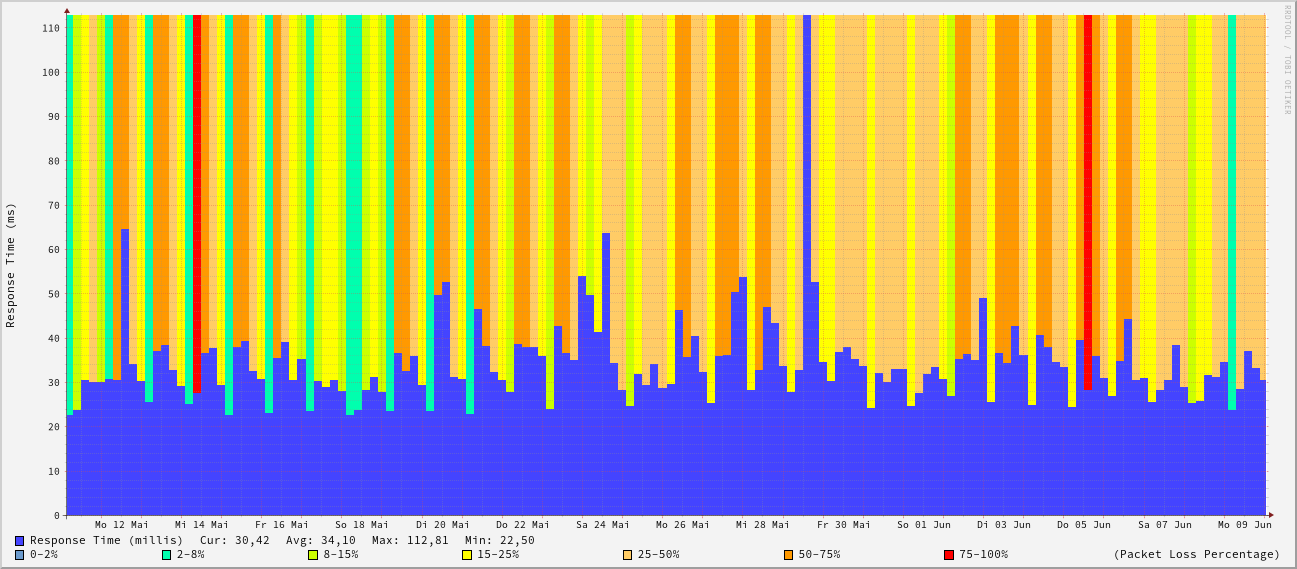 RRDTOOL / TOBI OETIKER
Response Time (ms)
110
100
90
80
70
60
50
40
30
20
10
0
Mo 12 Mai Mi 14 Mai Fr 16 Mai So 18 Mai Di 20 Mai Do 22 Mai Sa 24 Mai Mo 26 Mai Mi 28 Mai Fr 30 Mai So 01 Jun Di 03 Jun Do 05 Jun Sa 07 Jun Mo 09 Jun
Response Time (millis) Cur: 30,42 Avg: 34,10 Max: 112,81 Min: 22,50
0-2% 2-8% 8-15% 15-25% 25-50% 50-75% 75-100% (Packet Loss Percentage)